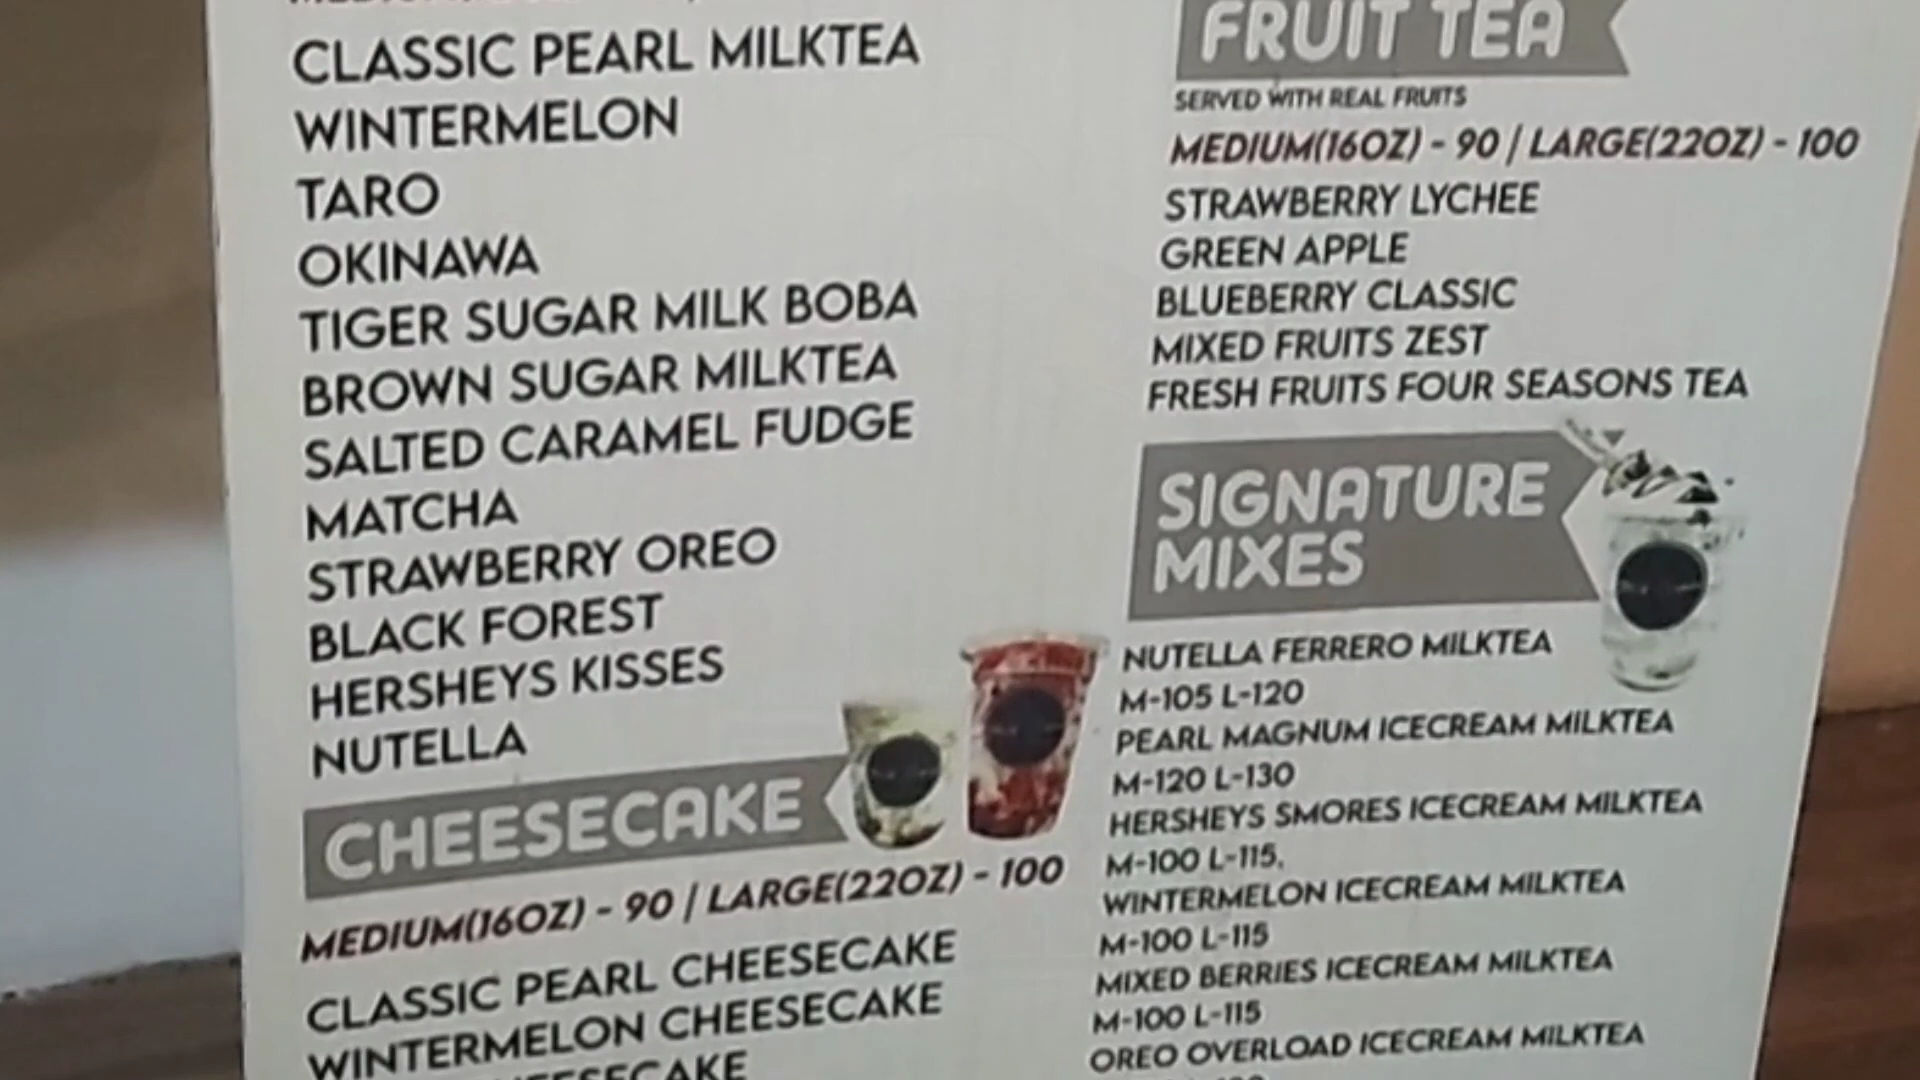 CLASSIC PEARL MILKTEA
WINTERMELON
TARO
OKINAWA
TIGER SUGAR MILK BOBA
BROWN SUGAR MILKTEA
SALTED CARAMEL FUDGE
MATCHA
STRAWBERRY OREO
BLACK FOREST
HERSHEYS KISSES
NUTELLA
CHEESECAKE
MEDIUM(16OZ) - 90 / LARGE(22OZ) - 100
CLASSIC PEARL CHEESECAKE
WINTERMELON CHEESECAKE
CHEESECAKE
FRUIT TEA
SERVED WITH REAL FRUITS
MEDIUM(16OZ) - 90 / LARGE(22OZ) - 100
STRAWBERRY LYCHEE
GREEN APPLE
BLUEBERRY CLASSIC
MIXED FRUITS ZEST
FRESH FRUITS FOUR SEASONS TEA
SIGNATURE
MIXES
NUTELLA FERRERO MILKTEA
M-105 L-120
PEARL MAGNUM ICECREAM MILKTEA
M-120 L-130
HERSHEYS SMORES ICECREAM MILKTEA
M-100 L-115.
WINTERMELON ICECREAM MILKTEA
M-100 L-115
MIXED BERRIES ICECREAM MILKTEA
M-100 L-115
OREO OVERLOAD ICECREAM MILKTEA